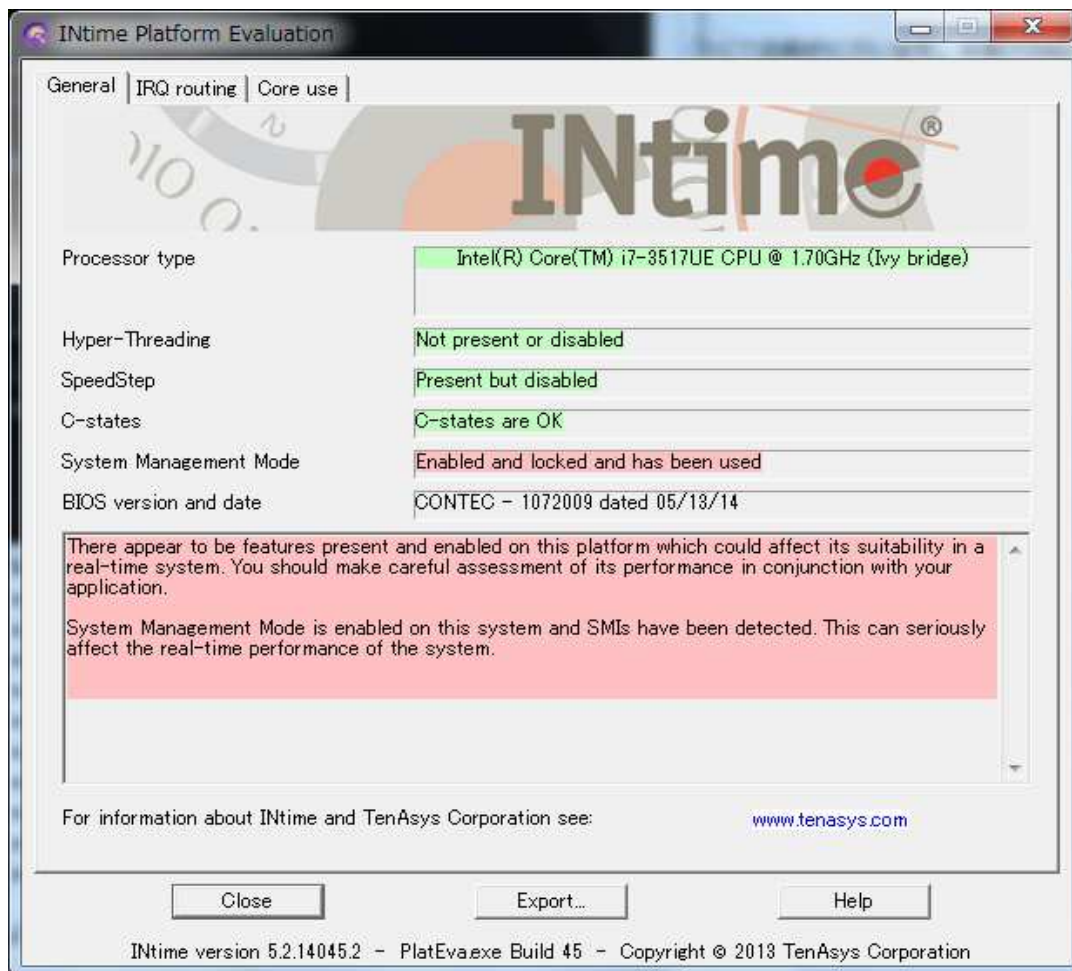 INtime Platform Evaluation
General IRQ routing Core use
INtime®
Processor type Intel(R) Core(TM) i7-3517UE CPU @ 1.70GHz (Ivy bridge)
Hyper-Threading Not present or disabled
SpeedStep Present but disabled
C-states C-states are OK
System Management Mode Enabled and locked and has been used
BIOS version and date CONTEC - 1072009 dated 05/13/14
There appear to be features present and enabled on this platform which could affect its suitability in a
real-time system. You should make careful assessment of its performance in conjunction with your
application.
System Management Mode is enabled on this system and SMIs have been detected. This can seriously
affect the real-time performance of the system.
For information about INtime and TenAsys Corporation see: www.tenasys.com
Close Export... Help
INtime version 5.2.14045.2 - PlatEva.exe Build 45 - Copyright © 2013 TenAsys Corporation